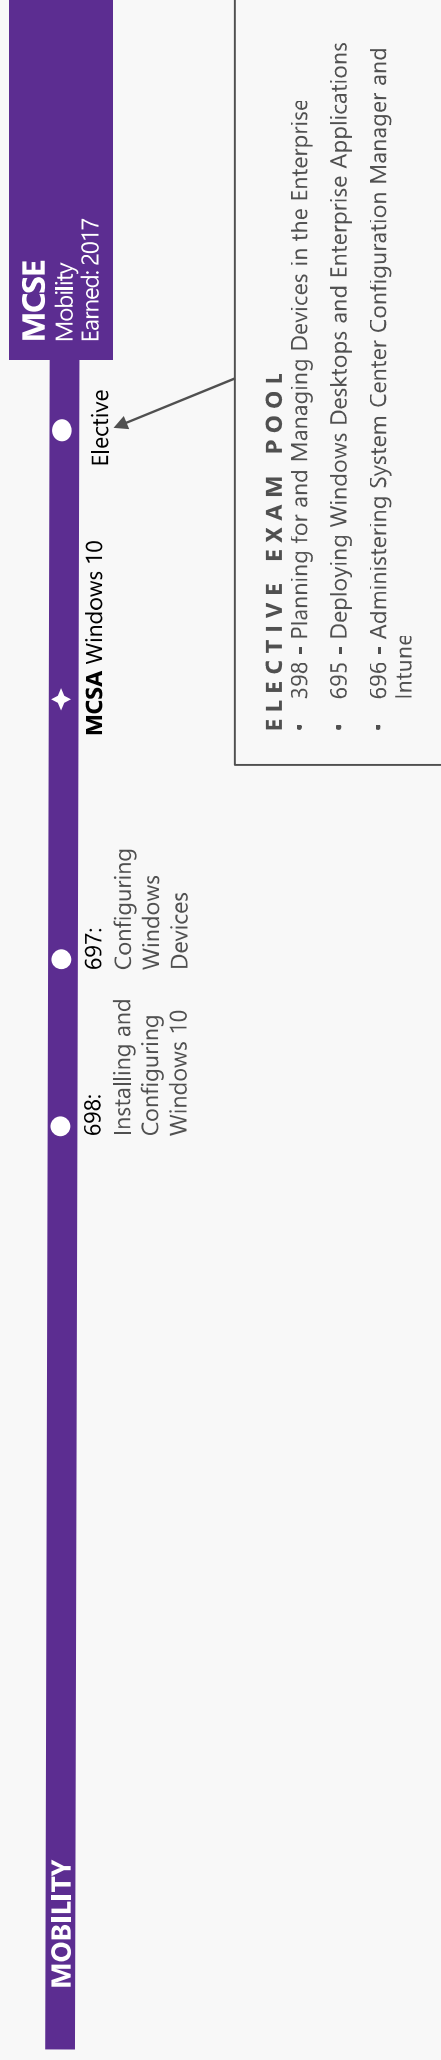 MOBILITY
698:
Installing and
Configuring
Windows 10
697:
Configuring
Windows
Devices
MCSA Windows 10
Elective
MCSE
Mobility
Earned: 2017
ELECTIVE EXAM POOL
• 398 - Planning for and Managing Devices in the Enterprise
• 695 - Deploying Windows Desktops and Enterprise Applications
• 696 - Administering System Center Configuration Manager and
Intune